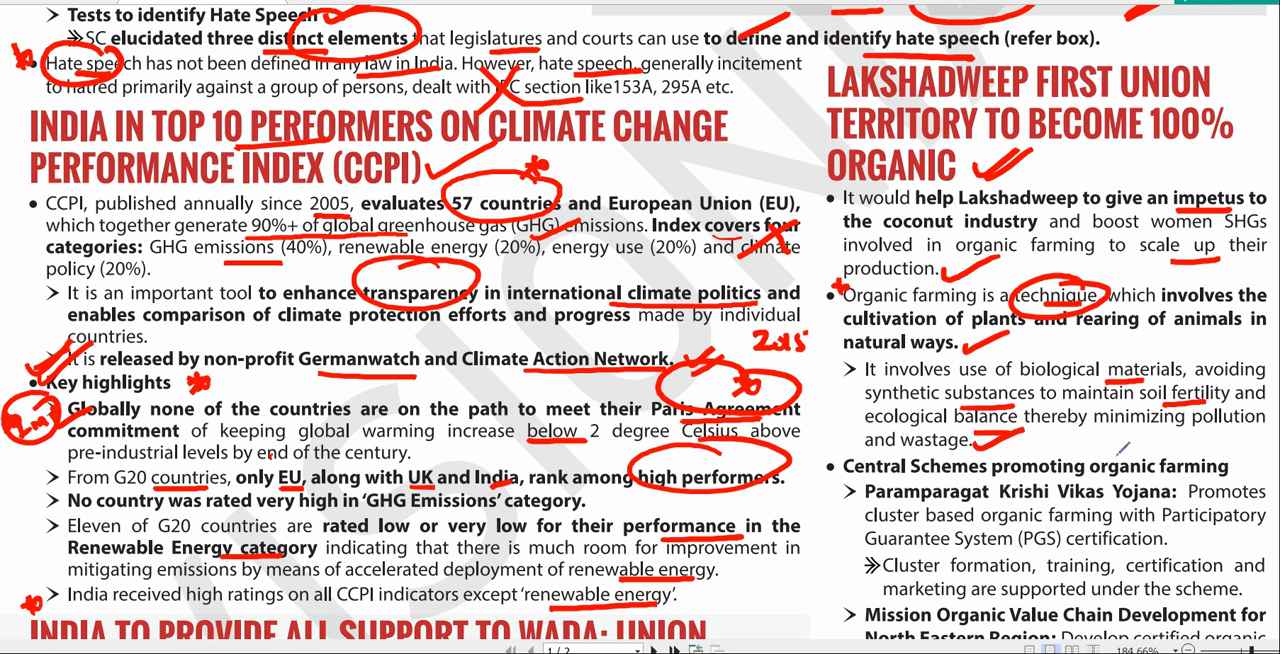 ➤ Tests to identify Hate Speech
SC elucidated three distinct elements that legislatures and courts can use to define and identify hate speech (refer box).
• Hate speech has not been defined in any law in India. However, hate speech generally incitement
to hatred primarily against a group of persons, dealt with IPC section like153A, 295A etc.
INDIA IN TOP 10 PERFORMERS ON CLIMATE CHANGE
PERFORMANCE INDEX (CCPI)
• CCPI, published annually since 2005, evaluates 57 countries and European Union (EU),
which together generate 90%+ of global greenhouse gas (GHG) emissions. Index covers four
categories: GHG emissions (40%), renewable energy (20%), energy use (20%) and climate
policy (20%).
➤ It is an important tool to enhance transparency in international climate politics and
enables comparison of climate protection efforts and progress made by individual
countries.
2015
It is released by non-profit Germanwatch and Climate Action Network.
• Key highlights
Globally none of the countries are on the path to meet their Paris Agreement
commitment of keeping global warming increase below 2 degree Celsius above
pre-industrial levels by end of the century.
➤ From G20 countries, only EU, along with UK and India, rank among high performers.
➤ No country was rated very high in 'GHG Emissions' category.
➤ Eleven of G20 countries are rated low or very low for their performance in the
Renewable Energy category indicating that there is much room for improvement in
mitigating emissions by means of accelerated deployment of renewable energy.
➤ India received high ratings on all CCPI indicators except 'renewable energy'.
INDIA TO PROVIDE ALL SUPPORT TO WADA: UNION
LAKSHADWEEP FIRST UNION
TERRITORY TO BECOME 100%
ORGANIC
• It would help Lakshadweep to give an impetus to
the coconut industry and boost women SHGs
involved in organic farming to scale up their
production.
• Organic farming is a technique, which involves the
cultivation of plants and rearing of animals in
natural ways.
➤ It involves use of biological materials, avoiding
synthetic substances to maintain soil fertility and
ecological balance thereby minimizing pollution
and wastage.
• Central Schemes promoting organic farming
➤ Paramparagat Krishi Vikas Yojana: Promotes
cluster based organic farming with Participatory
Guarantee System (PGS) certification.
Cluster formation, training, certification and
marketing are supported under the scheme.
➤ Mission Organic Value Chain Development for
North Eastern Region: Develop certified organic
1 / 2
184.66%